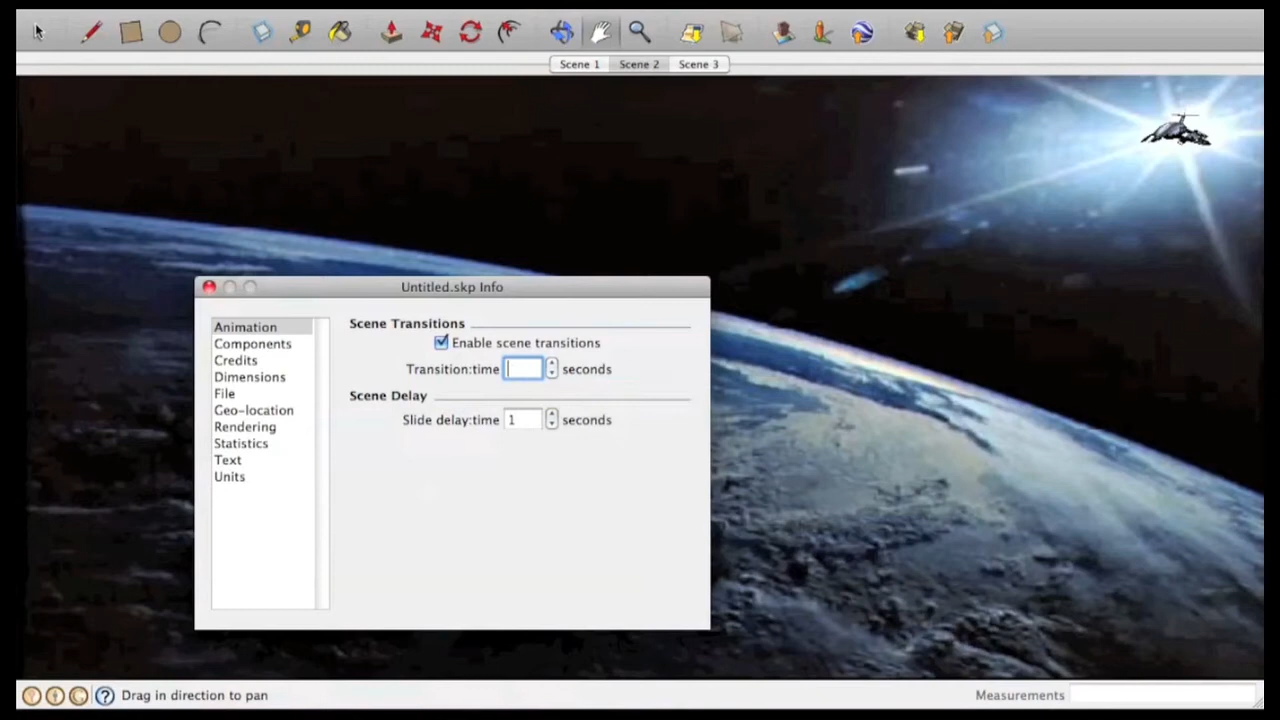 Scene 1 Scene 2 Scene 3
Untitled.skp Info
Animation
Components
Credits
Dimensions
File
Geo-location
Rendering
Statistics
Text
Units
Scene Transitions
Enable scene transitions
Transition:time seconds
Scene Delay
Slide delay:time 1 seconds
? Drag in direction to pan
Measurements